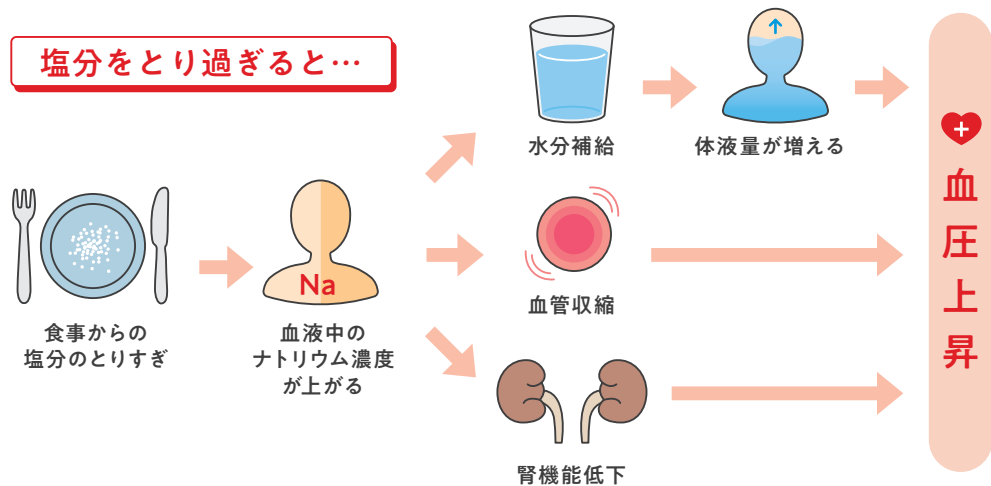 塩分をとり過ぎると…
食事からの
塩分のとりすぎ
Na
血液中の
ナトリウム濃度
が上がる
水分補給
体液量が増える
血管収縮
腎機能低下
血圧上昇